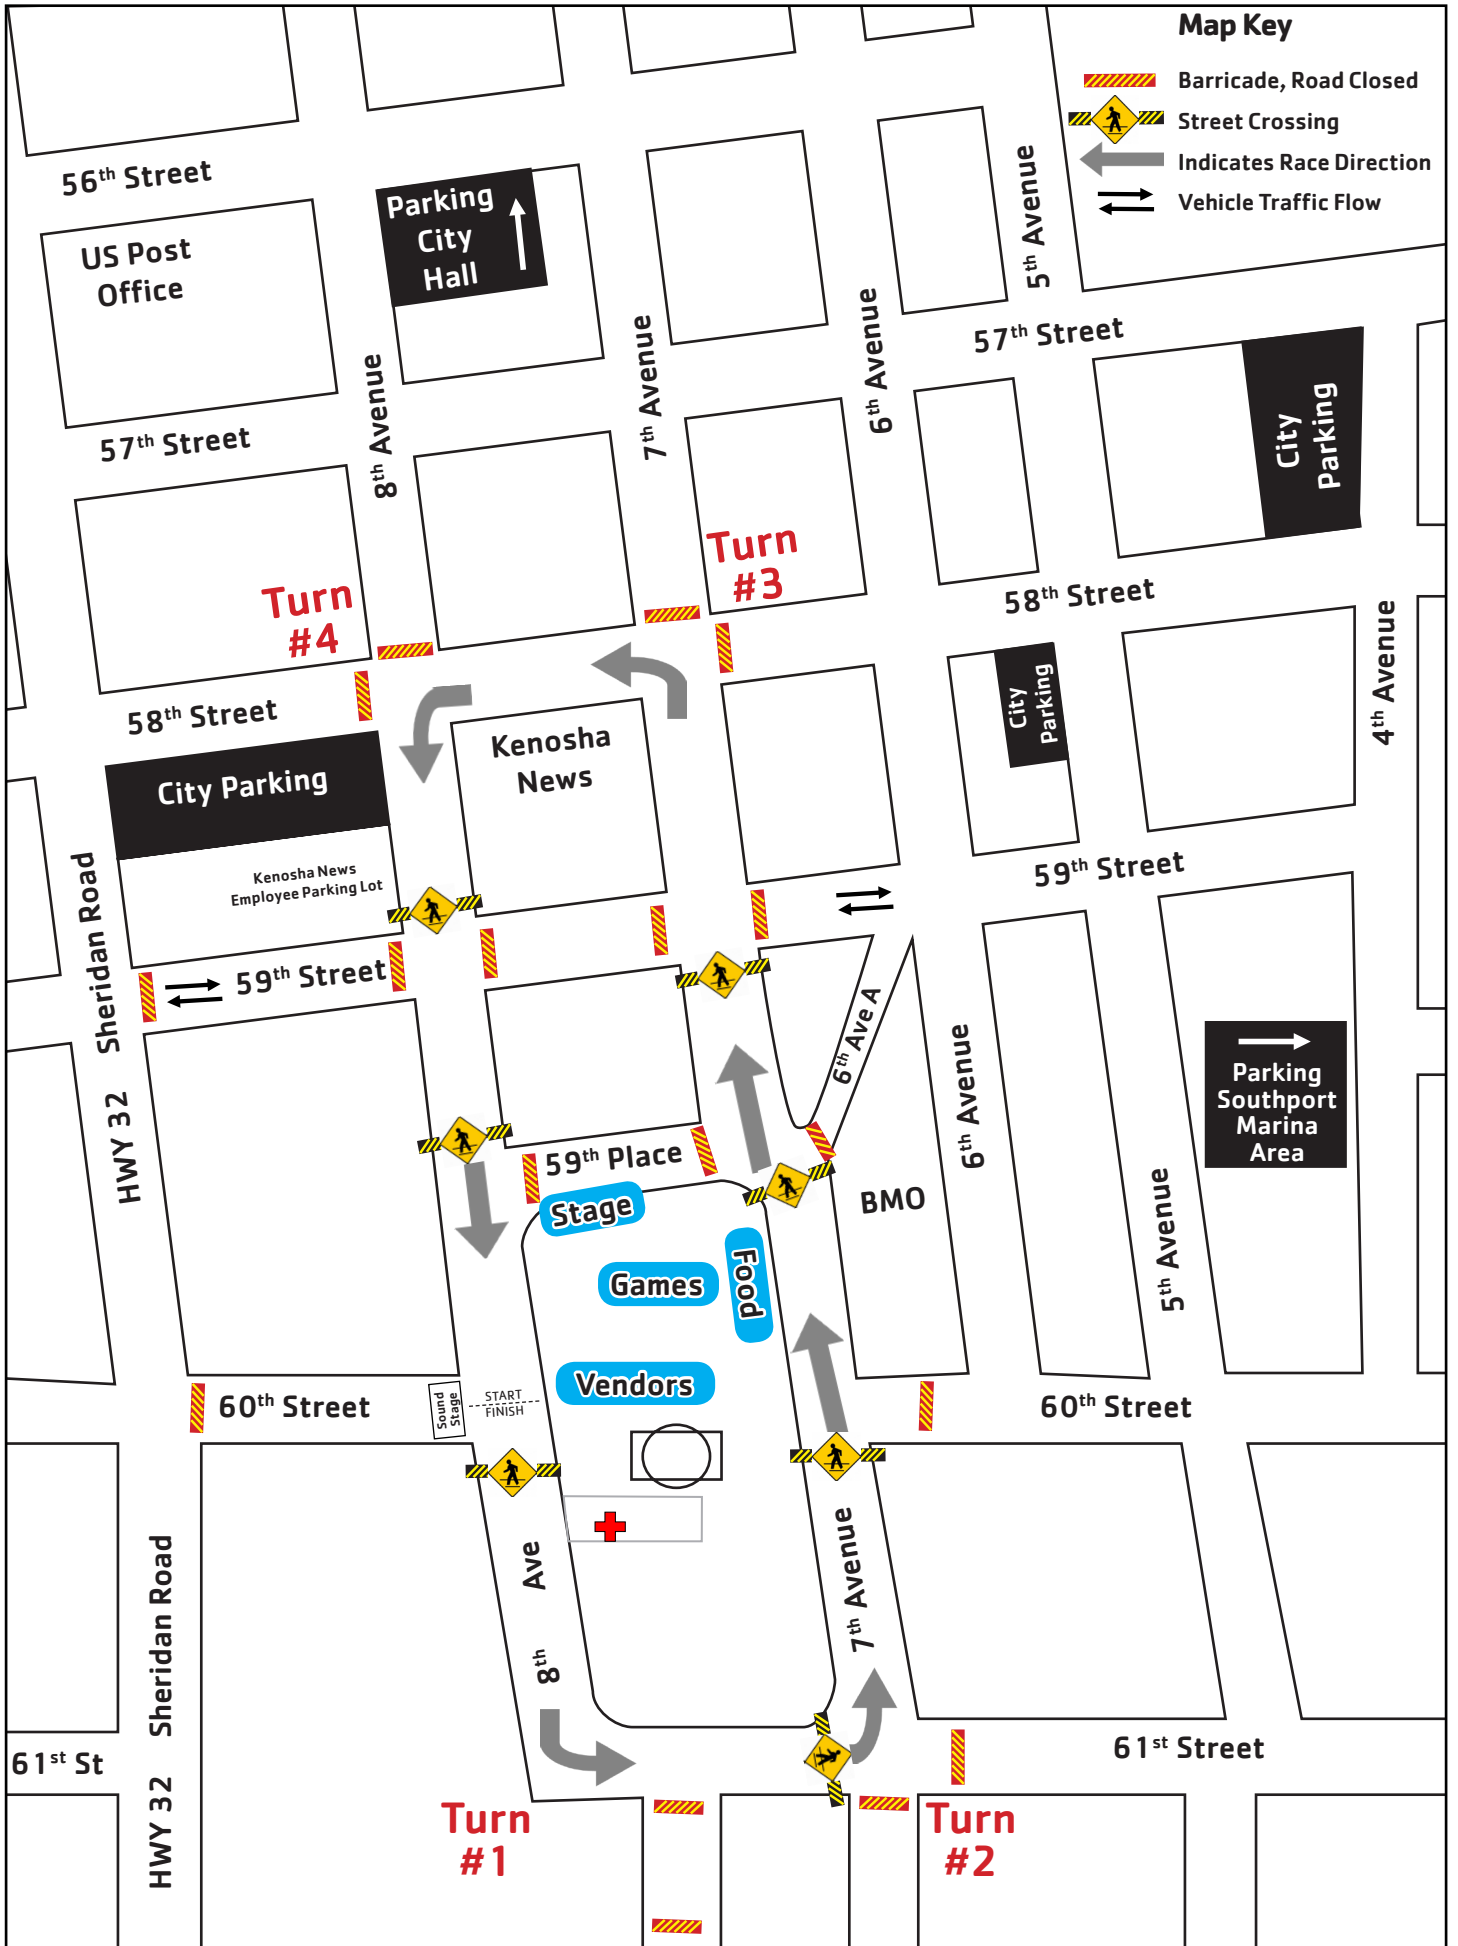 Map Key
Barricade, Road Closed
Street Crossing
Indicates Race Direction
Vehicle Traffic Flow
56th Street
Parking
City
Hall
US Post
Office
5th Avenue
57th Street
6th Avenue
7th Avenue
8th Avenue
57th Street
City
Parking
Turn
#3
Turn
#4
58th Street
4th Avenue
City
Parking
58th Street
Kenosha
News
City Parking
Kenosha News
Employee Parking Lot
59th Street
HWY 32 Sheridan Road
59th Street
6th Ave A
6th Avenue
Parking
Southport
Marina
Area
59th Place
BMO
5th Avenue
Stage
Games
Food
Vendors
60th Street
Sound
Stage
START
FINISH
60th Street
8th Ave
7th Avenue
HWY 32 Sheridan Road
61st St
61st Street
Turn
#1
Turn
#2